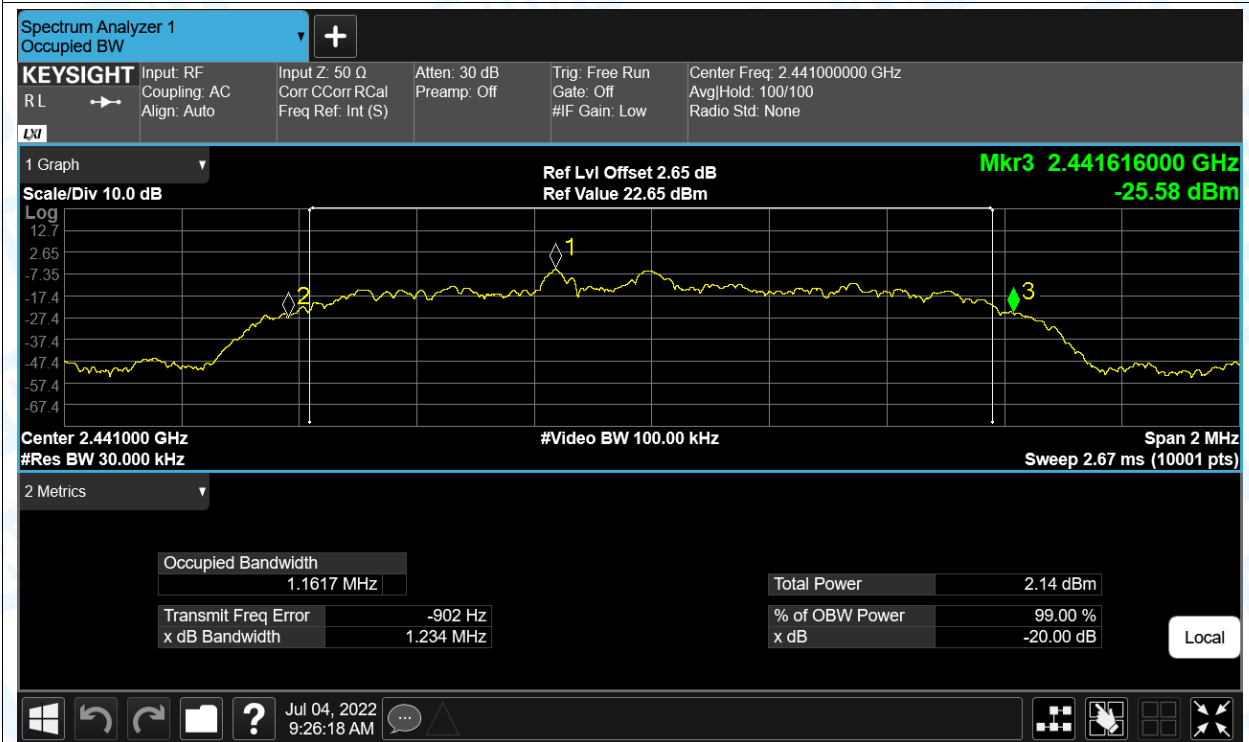 Spectrum Analyzer 1
Occupied BW
KEYSIGHT
R L
LXI
Input: RF
Coupling: AC
Align: Auto
Input Z: 50 Ω
Corr CCorr RCal
Freq Ref: Int (S)
Atten: 30 dB
Preamp: Off
Trig: Free Run
Gate: Off
#IF Gain: Low
Center Freq: 2.441000000 GHz
Avg|Hold: 100/100
Radio Std: None
1 Graph
Scale/Div 10.0 dB
Ref Lvl Offset 2.65 dB
Ref Value 22.65 dBm
Mkr3 2.441616000 GHz
-25.58 dBm
Log
12.7
2.65
-7.35
-17.4
-27.4
-37.4
-47.4
-57.4
-67.4
1
2
3
Center 2.441000 GHz
#Video BW 100.00 kHz
Span 2 MHz
#Res BW 30.000 kHz
Sweep 2.67 ms (10001 pts)
2 Metrics
Occupied Bandwidth
1.1617 MHz
Total Power 2.14 dBm
Transmit Freq Error -902 Hz
% of OBW Power 99.00 %
x dB Bandwidth 1.234 MHz
x dB -20.00 dB
Local
?
Jul 04, 2022
9:26:18 AM